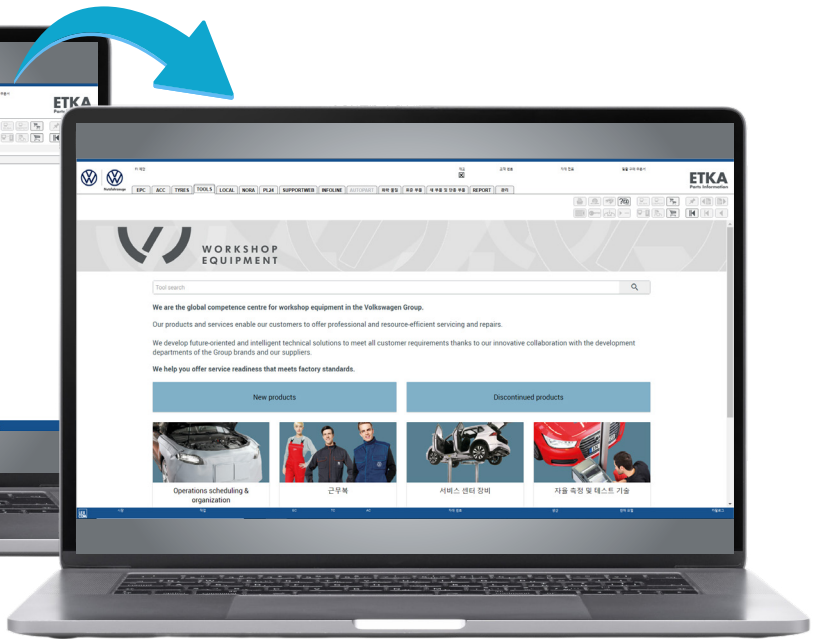 ETKA
ETKA
Parts Information
EPC
ACC
TYRES
TOOLS
LOCAL
NORA
PL24
SUPPORTWEB
INFOLINE
AUTOPART
REPORT
문의
WORKSHOP
EQUIPMENT
Tool search
We are the global competence centre for workshop equipment in the Volkswagen Group.
Our products and services enable our customers to offer professional and resource-efficient servicing and repairs.
We develop future-oriented and intelligent technical solutions to meet all customer requirements thanks to our innovative collaboration with the development
departments of the Group brands and our suppliers.
We help you offer service readiness that meets factory standards.
New products
Discontinued products
Operations scheduling &
organization
근무복
서비스 센터 장비
자율 측정 및 테스트 기술